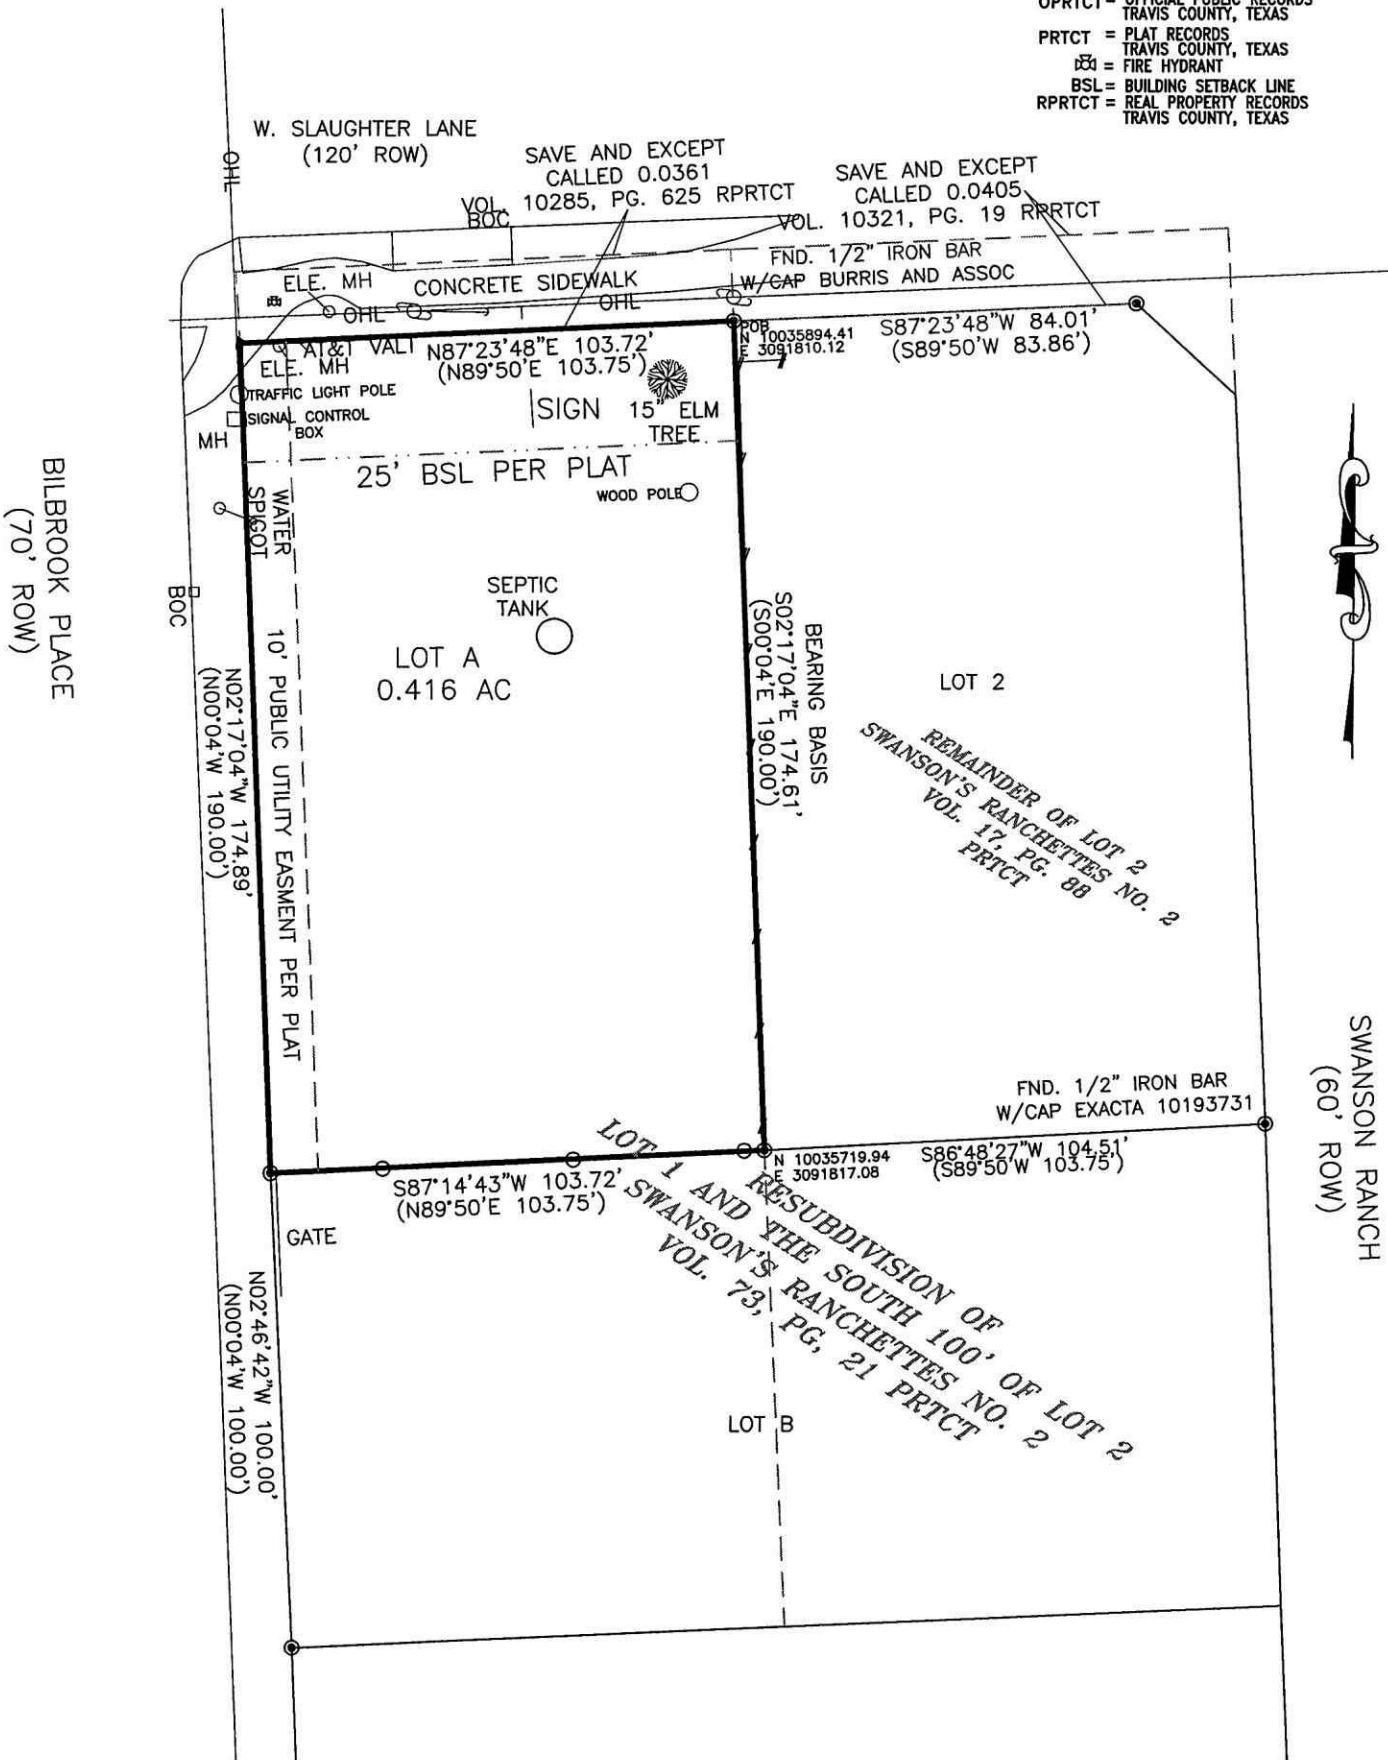 OPRTCT = OFFICIAL PUBLIC RECORDS
TRAVIS COUNTY, TEXAS
PRTCT = PLAT RECORDS
TRAVIS COUNTY, TEXAS
= FIRE HYDRANT
BSL = BUILDING SETBACK LINE
RPRTCT = REAL PROPERTY RECORDS
TRAVIS COUNTY, TEXAS
W. SLAUGHTER LANE
(120' ROW)
OHL
SAVE AND EXCEPT
CALLED 0.0361
VOL. 10285, PG. 625 RPRTCT
BOC
SAVE AND EXCEPT
CALLED 0.0405
VOL. 10321, PG. 19 RPRTCT
FND. 1/2" IRON BAR
W/CAP BURRIS AND ASSOC
ELE. MH
CONCRETE SIDEWALK
OHL
OHL
AT&T VALT
ELE. MH
N87°23'48"E 103.72'
(N89°50'E 103.75')
POB
N 10035894.41
E 3091810.12
S87°23'48"W 84.01'
(S89°50'W 83.86')
TRAFFIC LIGHT POLE
SIGNAL CONTROL
BOX
MH
SIGN
15" ELM
TREE
25' BSL PER PLAT
WOOD POLE
WATER
SPIGOT
BILBROOK PLACE
(70' ROW)
BOC
SEPTIC
TANK
LOT A
0.416 AC
10' PUBLIC UTILITY EASMENT PER PLAT
N02°17'04"W 174.89'
(N00°04'W 190.00')
BEARING BASIS
S02°17'04"E 174.61'
(S00°04'E 190.00')
LOT 2
REMAINDER OF LOT 2
SWANSON'S RANCHETTES NO. 2
VOL. 17, PG. 88
PRTCT
SWANSON RANCH
(60' ROW)
FND. 1/2" IRON BAR
W/CAP EXACTA 10193731
N 10035719.94
E 3091817.08
S86°48'27"W 104.51'
(S89°50'W 103.75')
S87°14'43"W 103.72'
(N89°50'E 103.75')
GATE
RESUBDIVISION OF
LOT 1 AND THE SOUTH 100' OF LOT 2
SWANSON'S RANCHETTES NO. 2
VOL. 73, PG, 21 PRTCT
N02°46'42"W 100.00'
(N00°04'W 100.00')
LOT B